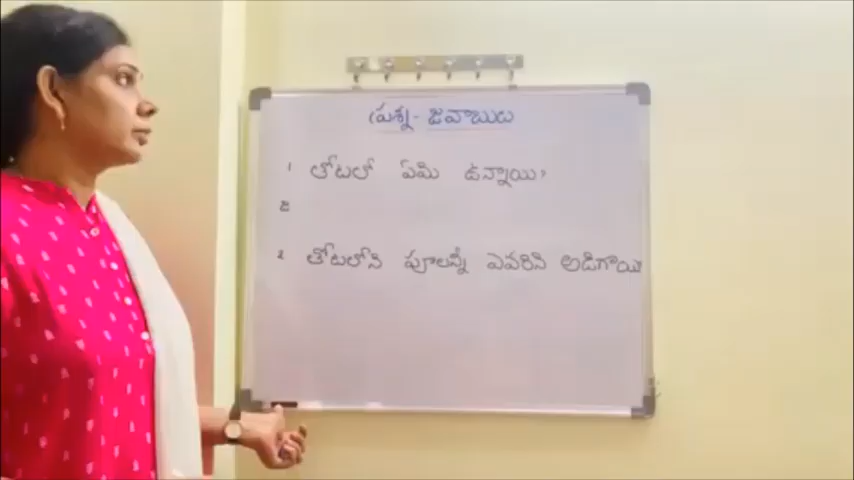 ప్రశ్న - జవాబులు
1 తోటలో ఏమి ఉన్నాయి?
జ
2 తోటలోని పూలన్నీ ఎవరిని అడిగాయి